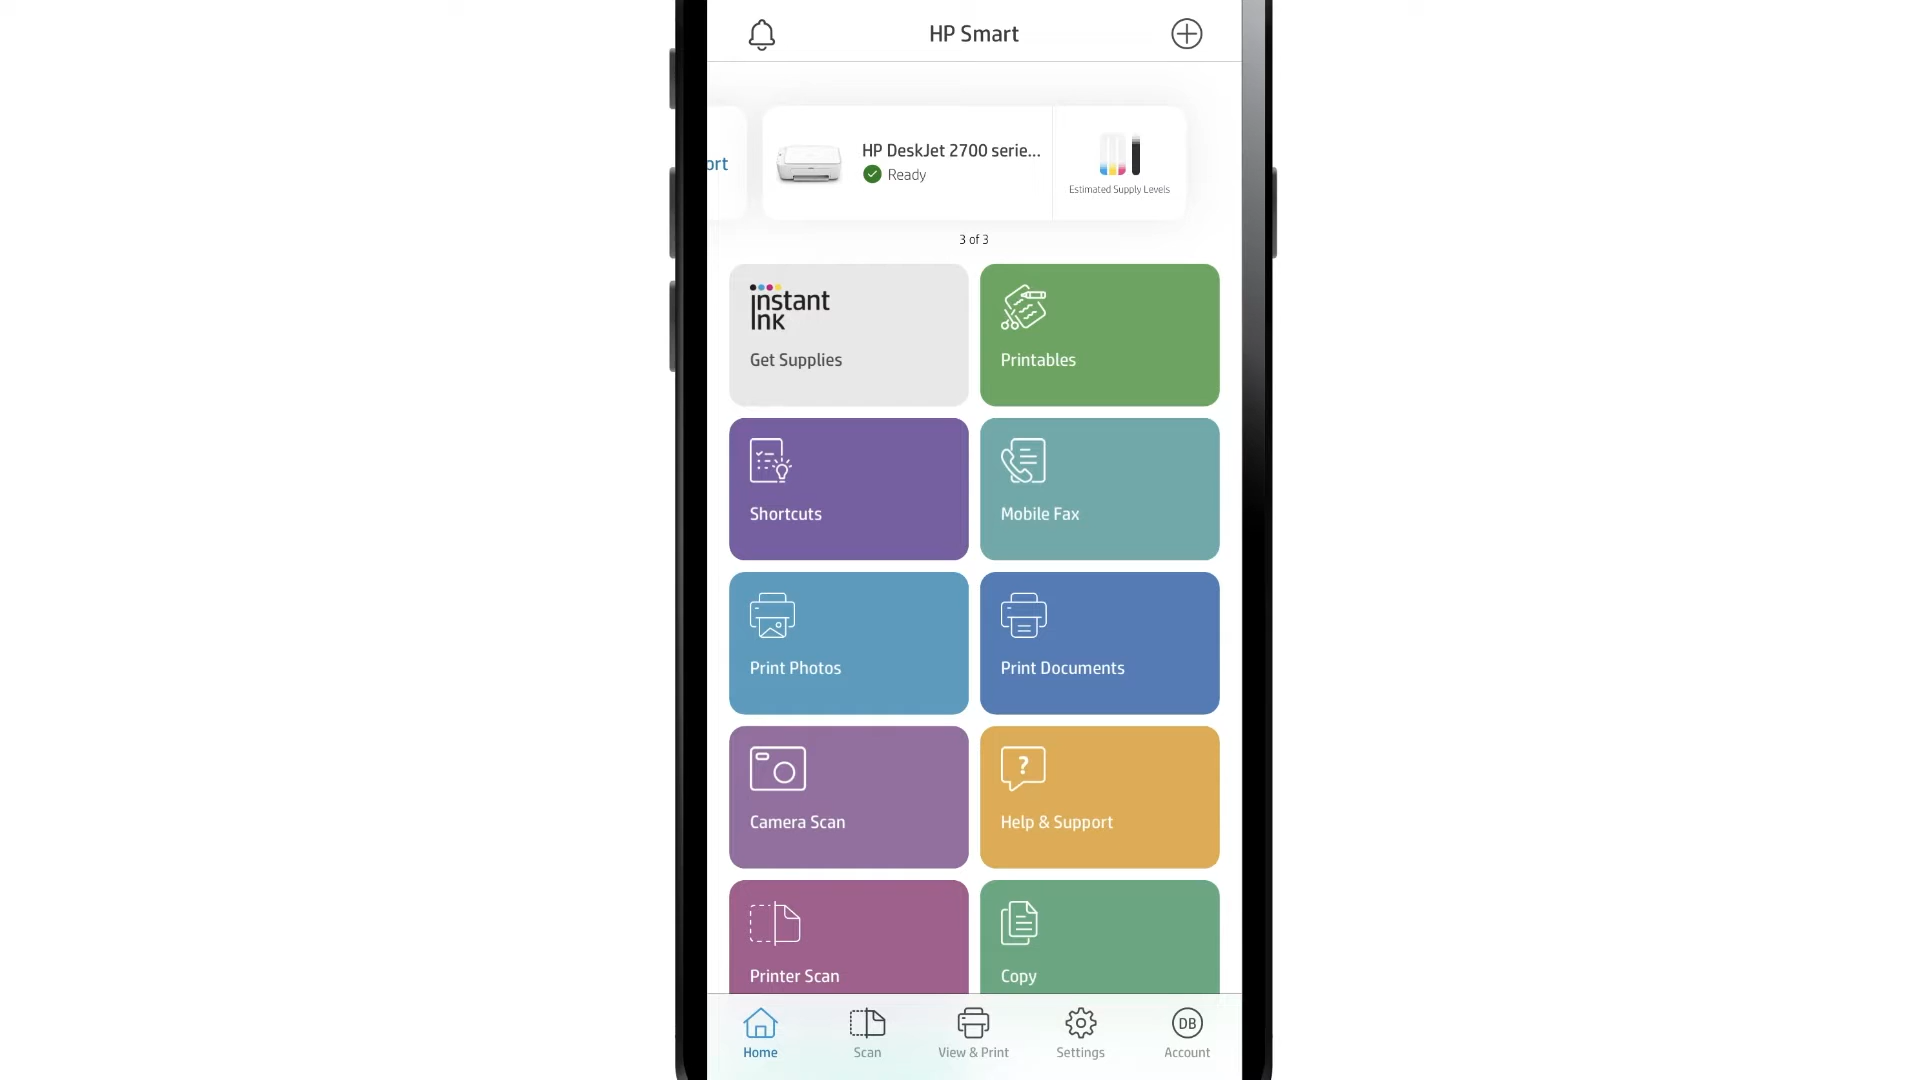 HP Smart
ort
HP DeskJet 2700 serie...
Ready
Estimated Supply Levels
3 of 3
instant
ink
Get Supplies
Printables
Shortcuts
Mobile Fax
Print Photos
Print Documents
Camera Scan
?
Help & Support
Printer Scan
Copy
DB
Home
Scan
View & Print
Settings
Account